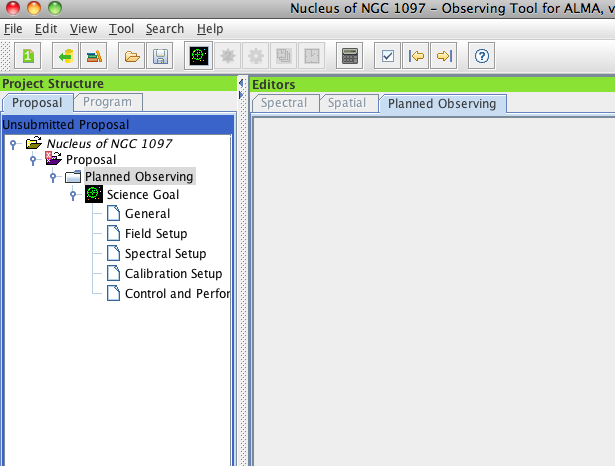 Nucleus of NGC 1097 – Observing Tool for ALMA, v
File Edit View Tool Search Help
1
Project Structure
Editors
Proposal Program
Spectral Spatial Planned Observing
Unsubmitted Proposal
Nucleus of NGC 1097
Proposal
Planned Observing
Science Goal
General
Field Setup
Spectral Setup
Calibration Setup
Control and Perfor